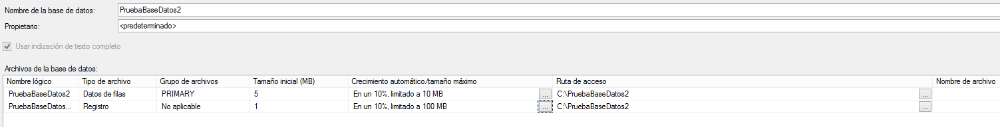 Nombre de la base de datos: PruebaBaseDatos2
Propietario: <predeterminado>
Usar indización de texto completo
Archivos de la base de datos:
Nombre lógico Tipo de archivo Grupo de archivos Tamaño inicial (MB) Crecimiento automático/tamaño máximo Ruta de acceso Nombre de archivo
PruebaBaseDatos2 Datos de filas PRIMARY 5 En un 10%, limitado a 10 MB ... C:\PruebaBaseDatos2 ...
PruebaBaseDatos... Registro No aplicable 1 En un 10%, limitado a 100 MB ... C:\PruebaBaseDatos2 ...